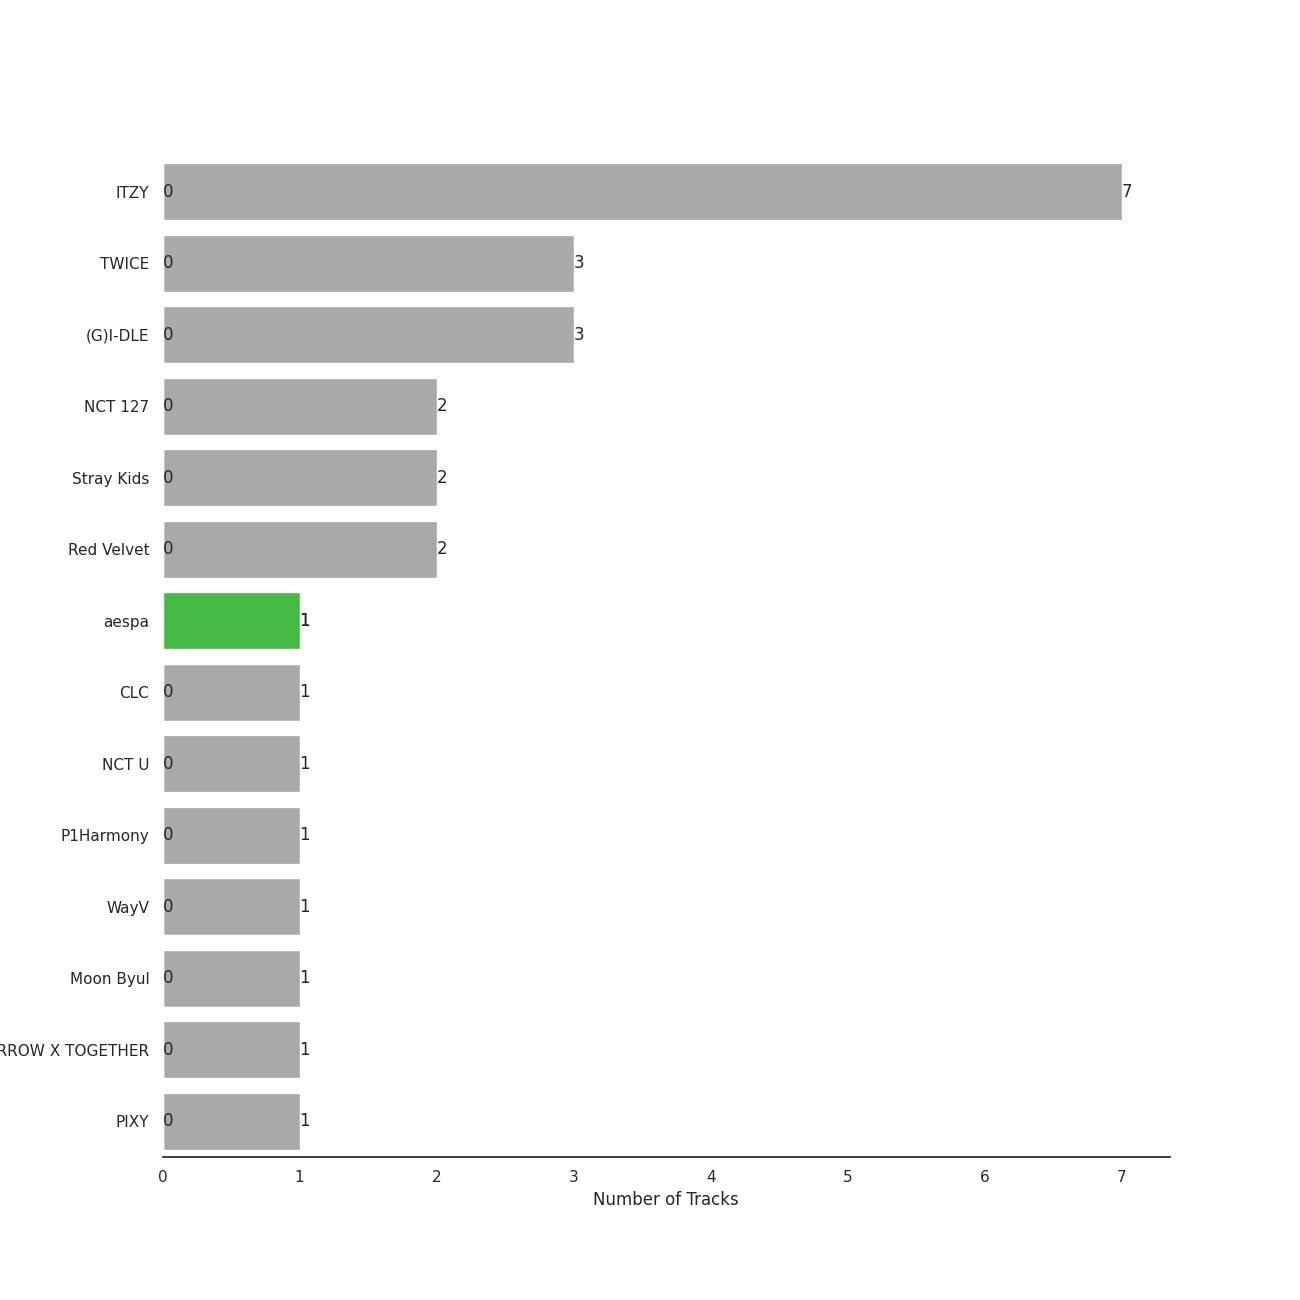 ITZY 0 7
TWICE 0 3
(G)I-DLE 0 3
NCT 127 0 2
Stray Kids 0 2
Red Velvet 0 2
aespa 1
CLC 0 1
NCT U 0 1
P1Harmony 0 1
WayV 0 1
Moon Byul 0 1
RROW X TOGETHER 0 1
PIXY 0 1
0 1 2 3 4 5 6 7
Number of Tracks